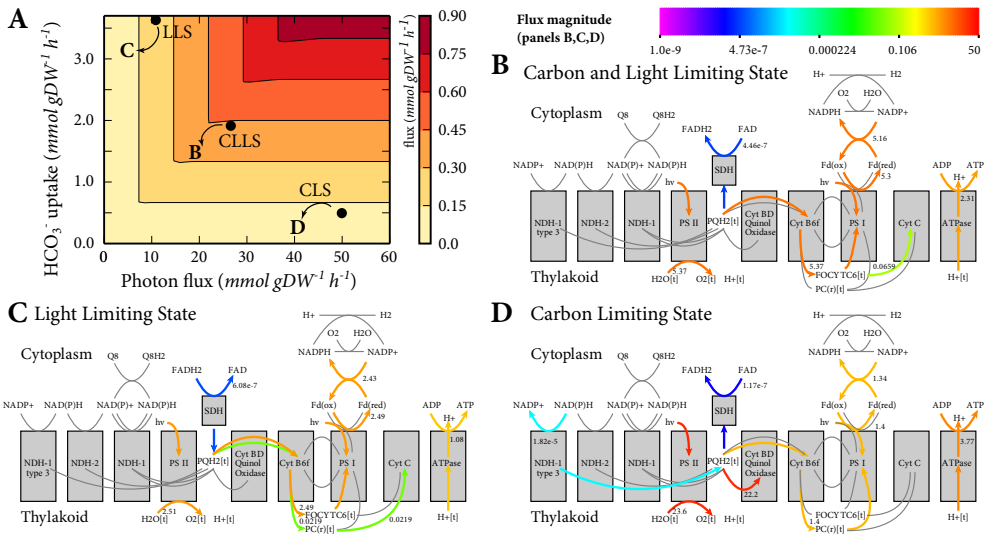 A
HCO3- uptake (mmol gDW-1 h-1)
3.0
2.0
1.0
0.0
0 10 20 30 40 50 60
Photon flux (mmol gDW-1 h-1)
C LLS
B CLLS
CLS
D
0.90
0.75
0.60
0.45
0.30
0.15
0.0
flux (mmol gDW-1 h-1)
Flux magnitude
(panels B,C,D)
1.0e-9 4.73e-7 0.000224 0.106 50
B Carbon and Light Limiting State
H+ H2
O2 H2O
NADPH NADP+
Cytoplasm
Q8 Q8H2
FADH2 FAD
5.16
4.46e-7
NADP+ NAD(P)H NAD(P)+ NAD(P)H
SDH
Fd(ox) Fd(red)
hv hv 5.3
ADP ATP
H+
2.31
NDH-1
type 3
NDH-2
NDH-1
PS II
PQH2[t]
Cyt BD
Quinol
Oxidase
Cyt B6f
PS I
Cyt C
ATPase
Thylakoid
5.37
H2O[t] O2[t] H+[t]
5.37
FOCYTC6[t]
0.0659
PC(r)[t]
H+[t]
C Light Limiting State
H+ H2
O2 H2O
NADPH NADP+
Cytoplasm
Q8 Q8H2
FADH2 FAD
2.43
6.08e-7
NADP+ NAD(P)H NAD(P)+ NAD(P)H
SDH
Fd(ox) Fd(red)
hv hv 2.49
ADP ATP
H+
1.08
NDH-1
type 3
NDH-2
NDH-1
PS II
PQH2[t]
Cyt BD
Quinol
Oxidase
Cyt B6f
PS I
Cyt C
ATPase
Thylakoid
2.51
H2O[t] O2[t] H+[t]
2.49
FOCYTC6[t]
0.0219
PC(r)[t]
0.0219
H+[t]
D Carbon Limiting State
H+ H2
O2 H2O
NADPH NADP+
Cytoplasm
Q8 Q8H2
FADH2 FAD
1.34
1.17e-7
NADP+ NAD(P)H NAD(P)+ NAD(P)H
SDH
Fd(ox) Fd(red)
hv hv 1.4
ADP ATP
H+
1.82e-5
3.77
NDH-1
type 3
NDH-2
NDH-1
PS II
PQH2[t]
Cyt BD
Quinol
Oxidase
22.2
Cyt B6f
PS I
Cyt C
ATPase
Thylakoid
23.6
H2O[t] O2[t] H+[t]
FOCYTC6[t]
1.4
PC(r)[t]
H+[t]